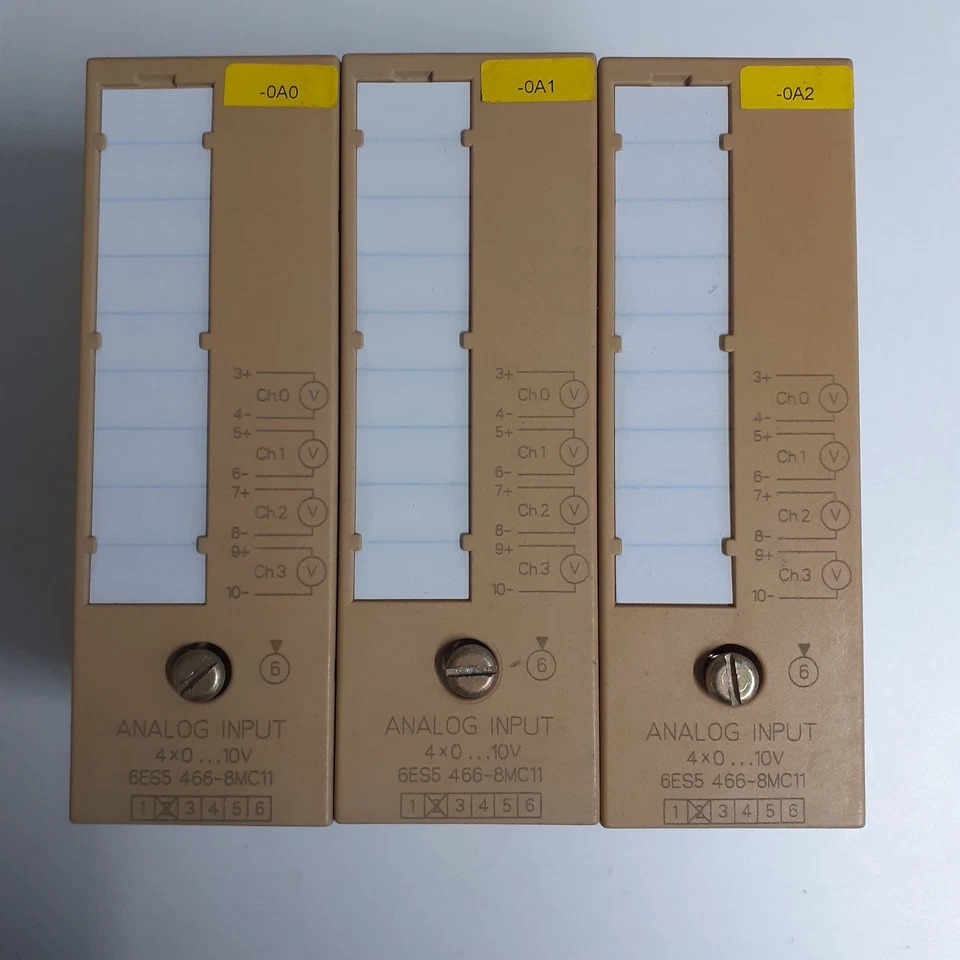 -0A0
3+
Ch.0 V
4-
5+
Ch.1 V
6-
7+
Ch.2 V
8-
9+
Ch.3 V
10-
6
ANALOG INPUT
4×0...10V
6ES5 466-8MC11
1 2 3 4 5 6
-0A1
3+
Ch.0 V
4-
5+
Ch.1 V
6-
7+
Ch.2 V
8-
9+
Ch.3 V
10-
6
ANALOG INPUT
4×0...10V
6ES5 466-8MC11
1 2 3 4 5 6
-0A2
3+
Ch.0 V
4-
5+
Ch.1 V
6-
7+
Ch.2 V
8-
9+
Ch.3 V
10-
6
ANALOG INPUT
4×0...10V
6ES5 466-8MC11
1 2 3 4 5 6